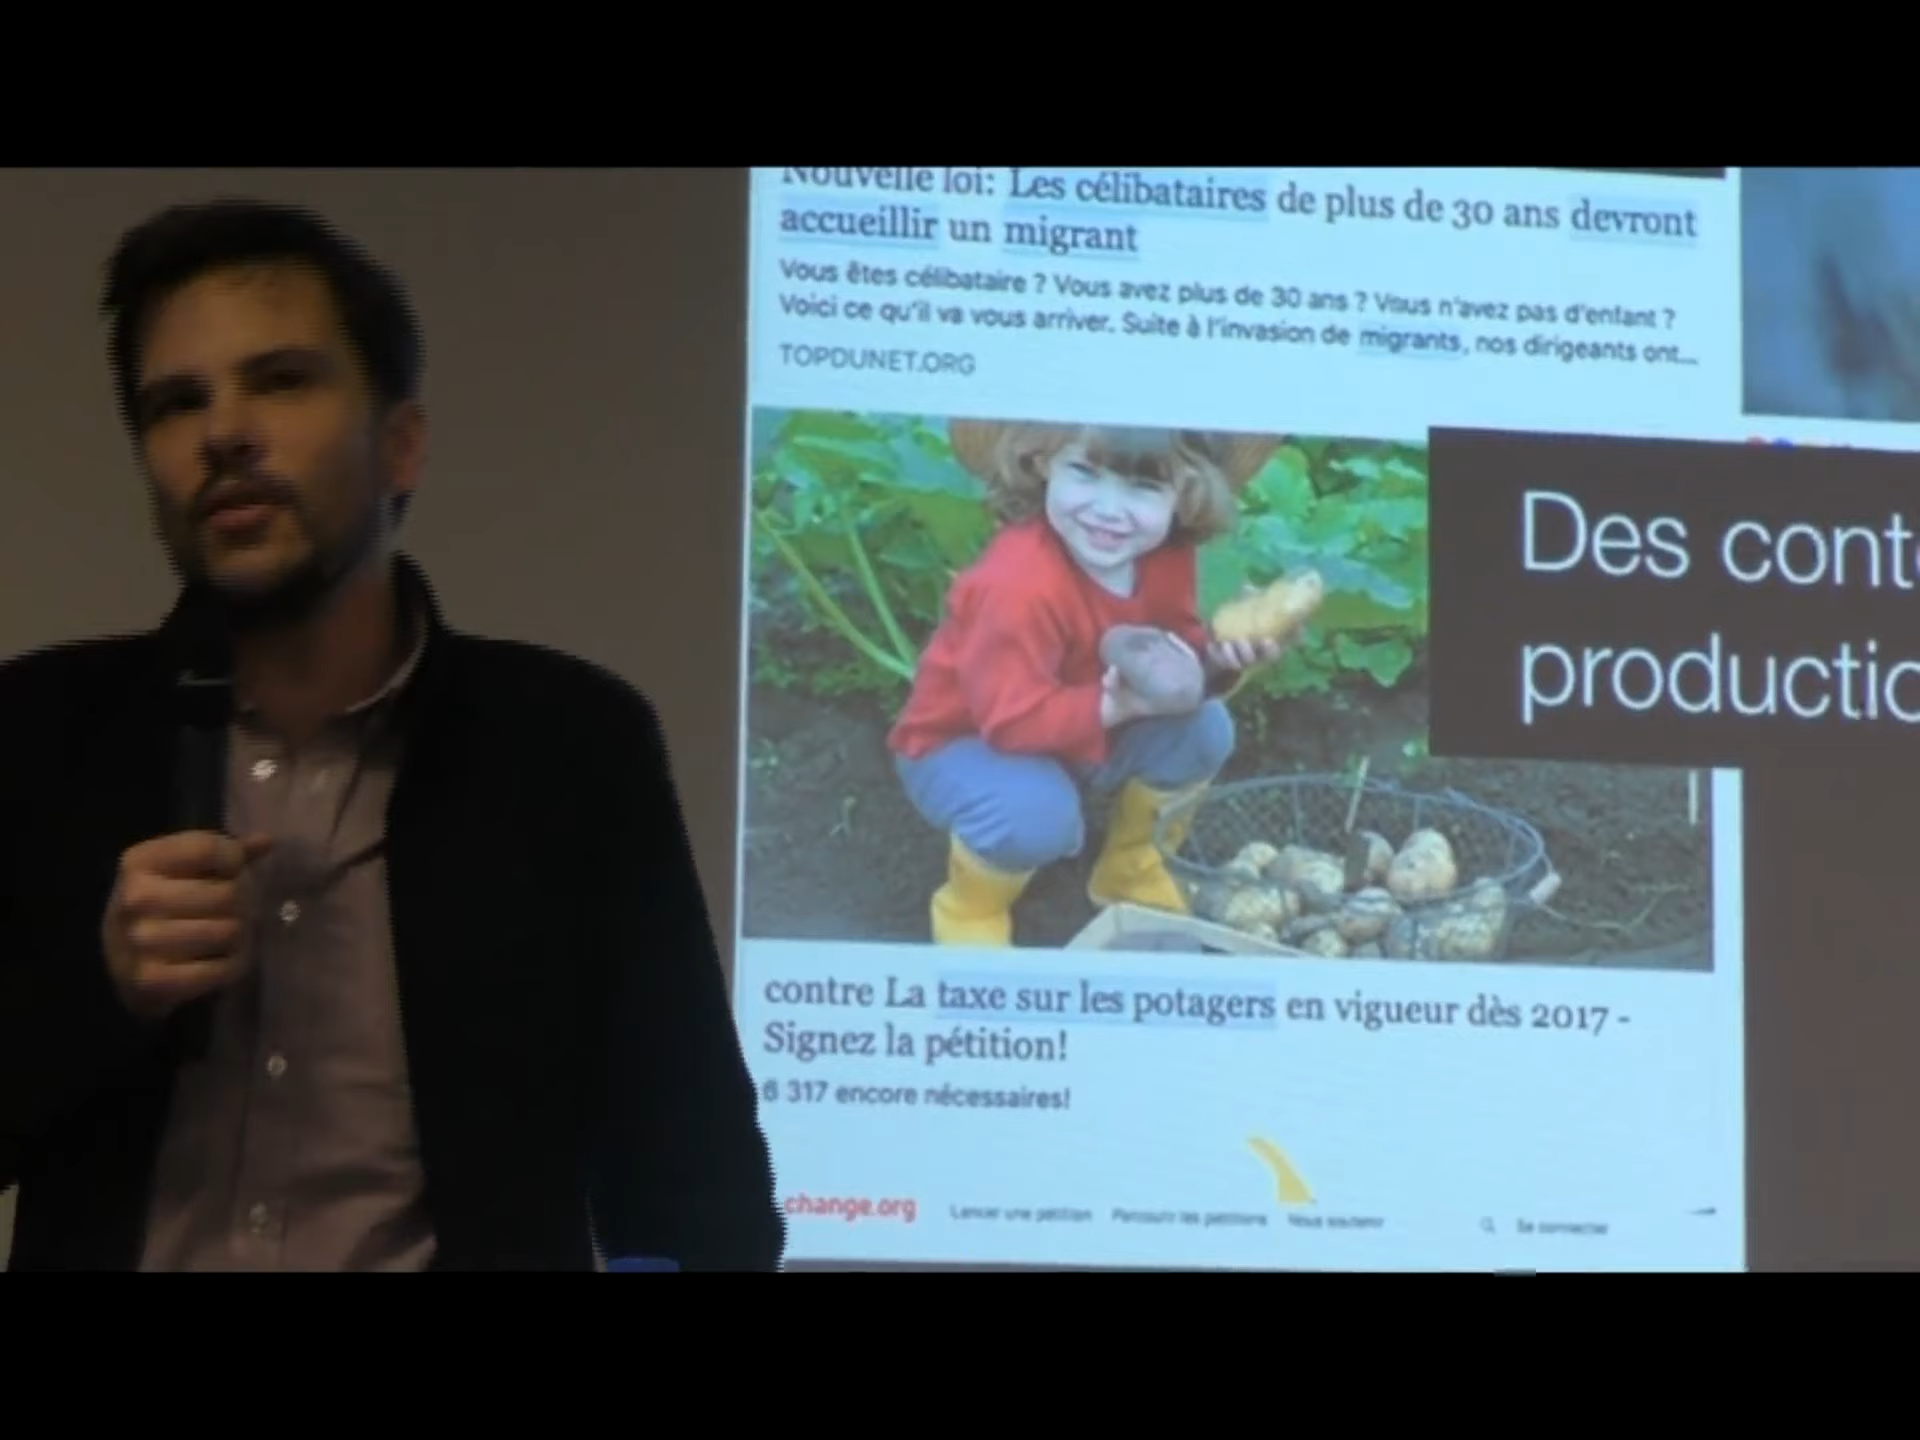 Nouvelle loi: Les célibataires de plus de 30 ans devront
accueillir un migrant
Vous êtes célibataire ? Vous avez plus de 30 ans ? Vous n'avez pas d'enfant ?
Voici ce qu'il va vous arriver. Suite à l'invasion de migrants, nos dirigeants ont...
TOPDUNET.ORG
Des cont
productio
contre La taxe sur les potagers en vigueur dès 2017 -
Signez la pétition!
6 317 encore nécessaires!
change.org
Lancer une pétition
Parcourir les pétitions
Nous soutenir
Se connecter